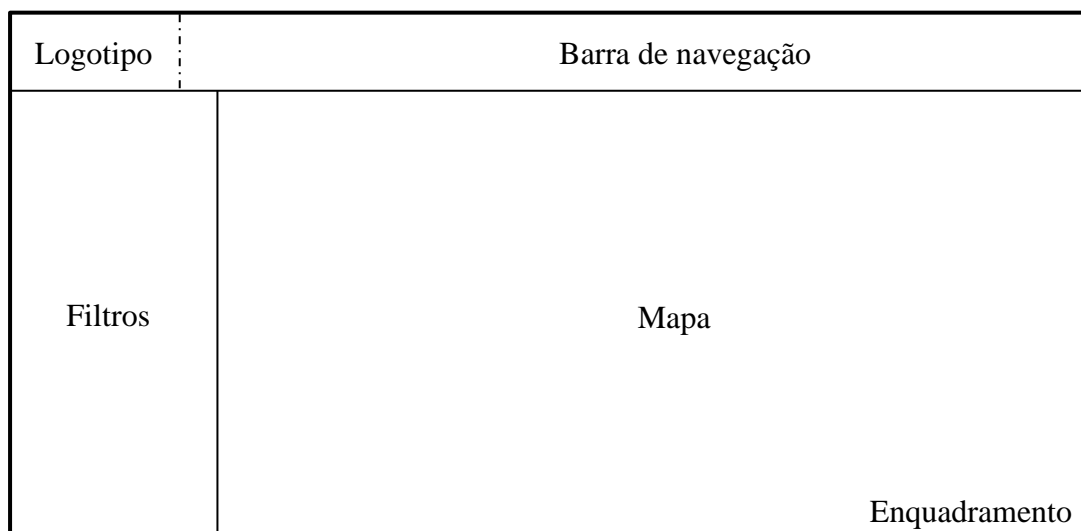 Logotipo
Barra de navegação
Filtros
Mapa
Enquadramento